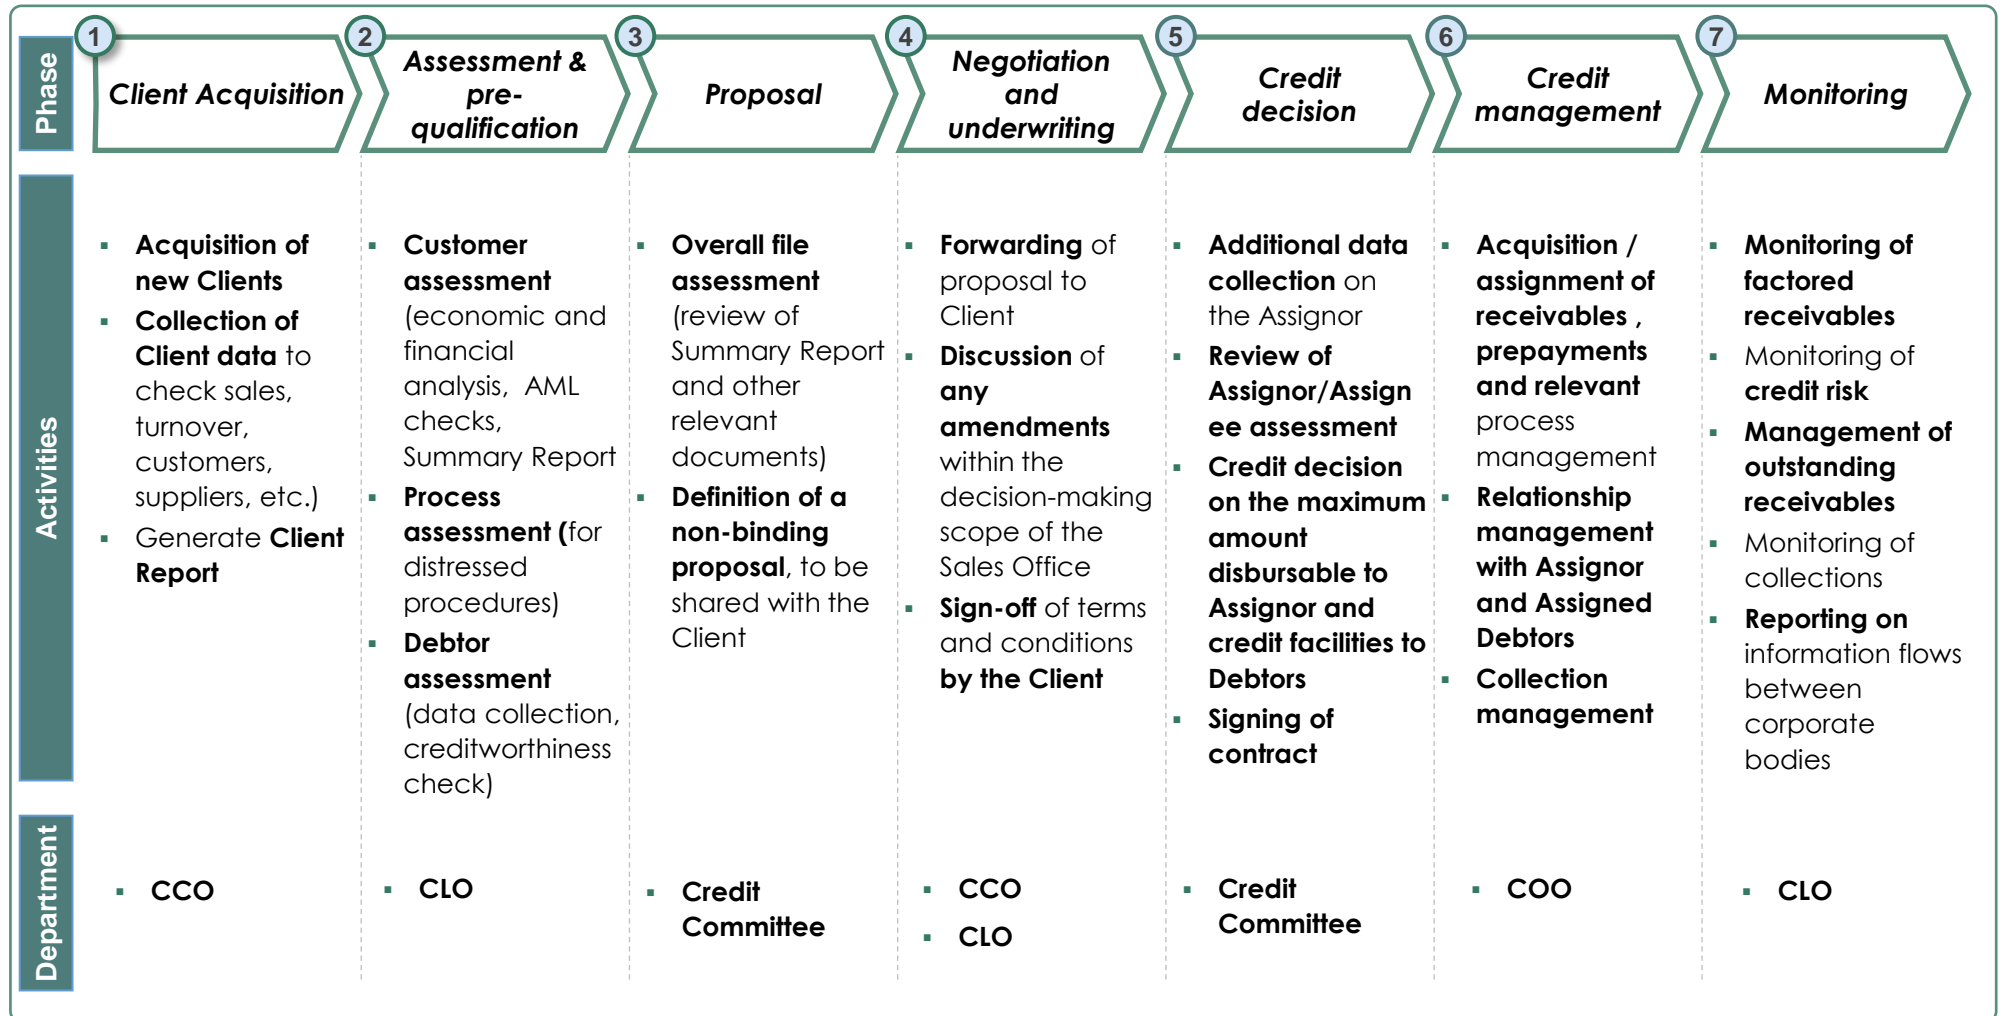 Phase
1
Client Acquisition
2
Assessment &
pre-
qualification
3
Proposal
4
Negotiation
and
underwriting
5
Credit
decision
6
Credit
management
7
Monitoring
Activities
▪ Acquisition of
new Clients
▪ Collection of
Client data to
check sales,
turnover,
customers,
suppliers, etc.)
▪ Generate Client
Report
▪ Customer
assessment
(economic and
financial
analysis, AML
checks,
Summary Report
▪ Process
assessment (for
distressed
procedures)
▪ Debtor
assessment
(data collection,
creditworthiness
check)
▪ Overall file
assessment
(review of
Summary Report
and other
relevant
documents)
▪ Definition of a
non-binding
proposal, to be
shared with the
Client
▪ Forwarding of
proposal to
Client
▪ Discussion of
any
amendments
within the
decision-making
scope of the
Sales Office
▪ Sign-off of terms
and conditions
by the Client
▪ Additional data
collection on
the Assignor
▪ Review of
Assignor/Assign
ee assessment
▪ Credit decision
on the maximum
amount
disbursable to
Assignor and
credit facilities to
Debtors
▪ Signing of
contract
▪ Acquisition /
assignment of
receivables ,
prepayments
and relevant
process
management
▪ Relationship
management
with Assignor
and Assigned
Debtors
▪ Collection
management
▪ Monitoring of
factored
receivables
▪ Monitoring of
credit risk
▪ Management of
outstanding
receivables
▪ Monitoring of
collections
▪ Reporting on
information flows
between
corporate
bodies
Department
▪ CCO
▪ CLO
▪ Credit
Committee
▪ CCO
▪ CLO
▪ Credit
Committee
▪ COO
▪ CLO